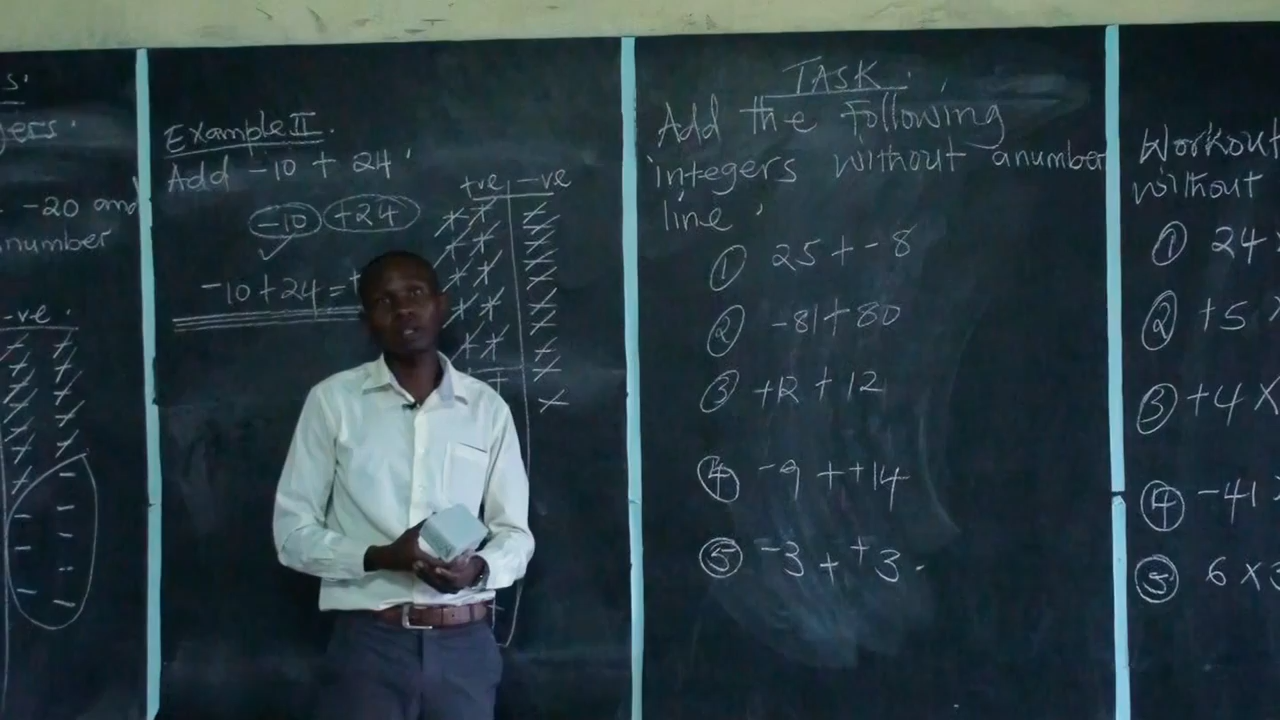 s.
gers.
-20 and
number
-ve.
Example II.
Add -10 + 24
+ve -ve
-10 +24
-10+24=+
TASK.
Add the following
integers without anumber
line.
① 25 + -8
② -81+80
③ +12 + 12
④ -9 + +14
⑤ -3 + +3.
Workout
without
① 24
② +5 ×
③ +4 ×
④ -41
⑤ 6 × 3